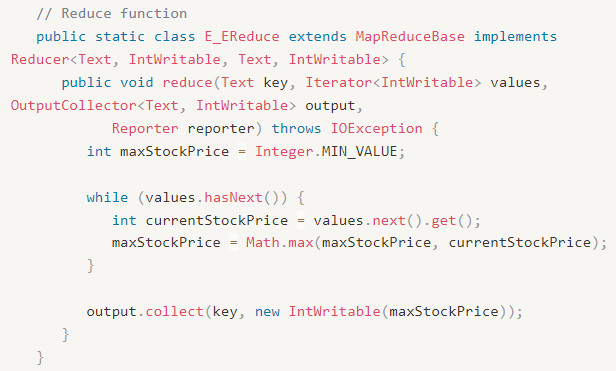 // Reduce function
public static class E_EReduce extends MapReduceBase implements
Reducer<Text, IntWritable, Text, IntWritable> {
public void reduce(Text key, Iterator<IntWritable> values,
OutputCollector<Text, IntWritable> output,
Reporter reporter) throws IOException {
int maxStockPrice = Integer.MIN_VALUE;
while (values.hasNext()) {
int currentStockPrice = values.next().get();
maxStockPrice = Math.max(maxStockPrice, currentStockPrice);
}
output.collect(key, new IntWritable(maxStockPrice));
}
}